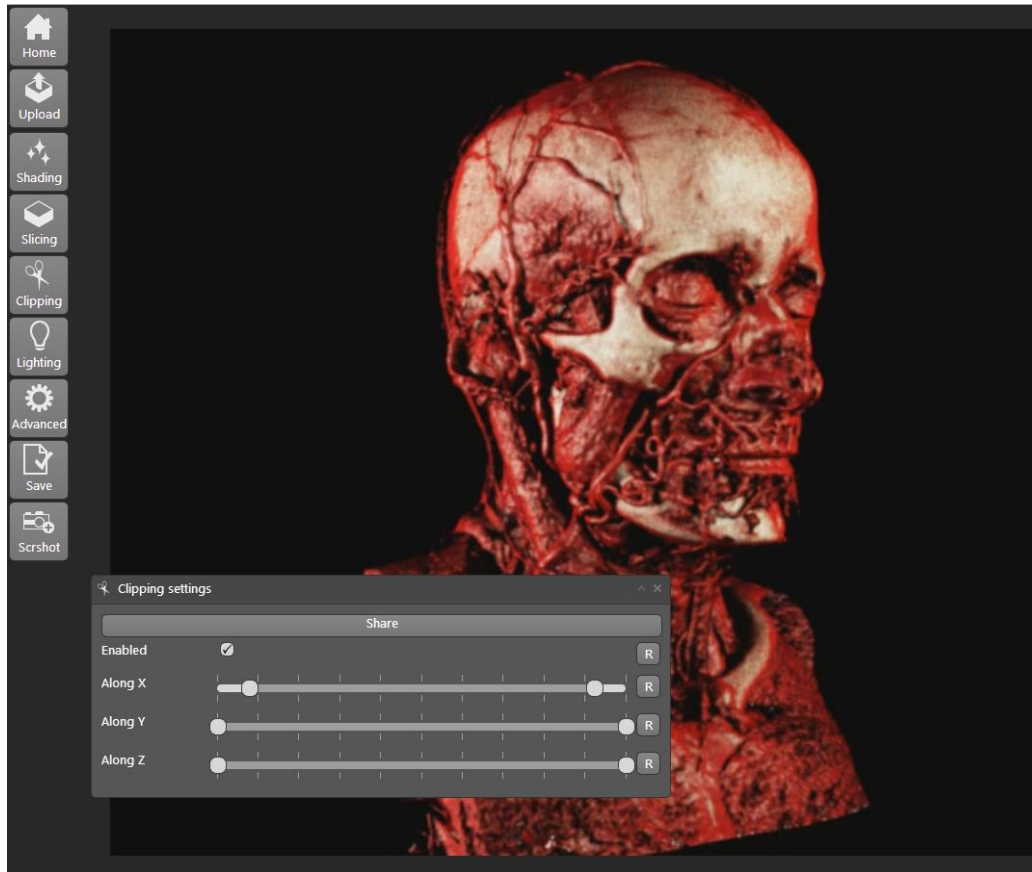 Home
Upload
Shading
Slicing
Clipping
Lighting
Advanced
Save
Scrshot
Clipping settings
Share
Enabled R
Along X R
Along Y R
Along Z R